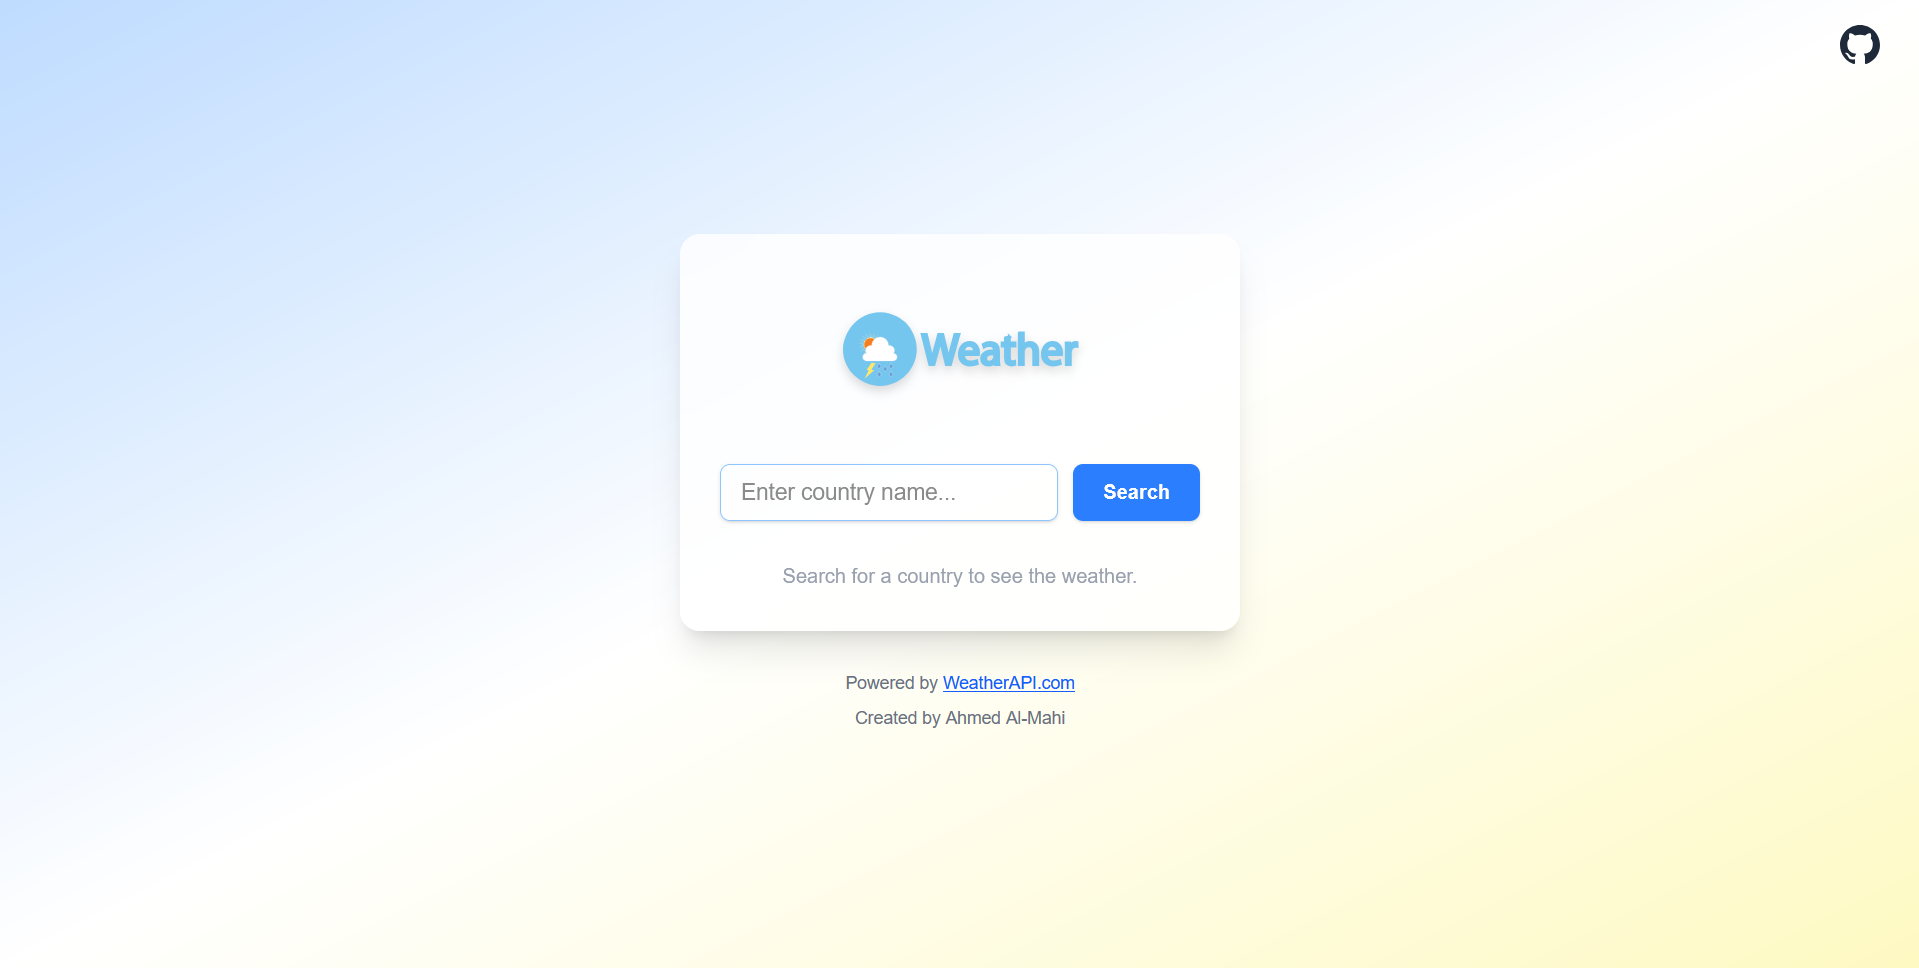 Weather
Enter country name...
Search
Search for a country to see the weather.
Powered by WeatherAPI.com
Created by Ahmed Al-Mahi